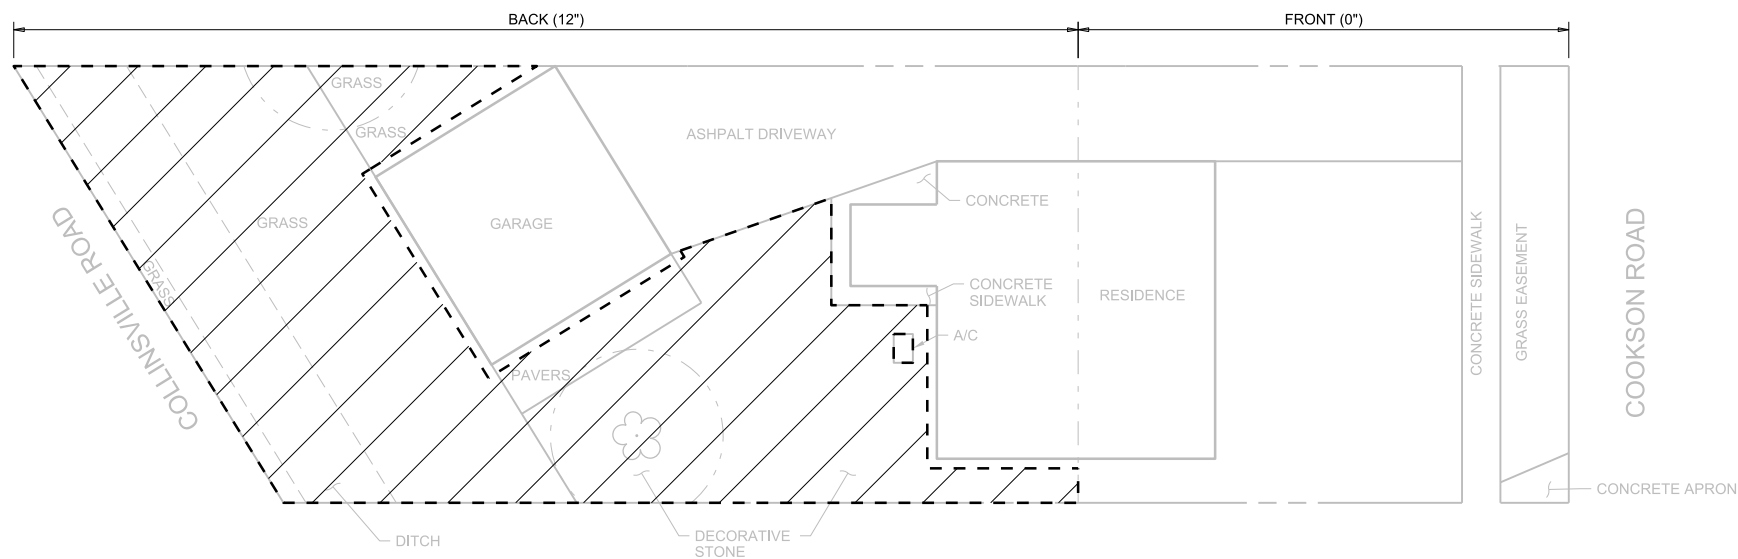 BACK (12")
FRONT (0")
GRASS
GRASS
ASHPALT DRIVEWAY
CONCRETE
GRASS
GARAGE
COLLINSVILLE ROAD
GRASS
CONCRETE
SIDEWALK
RESIDENCE
CONCRETE SIDEWALK
GRASS EASEMENT
COOKSON ROAD
A/C
PAVERS
CONCRETE APRON
DITCH
DECORATIVE
STONE